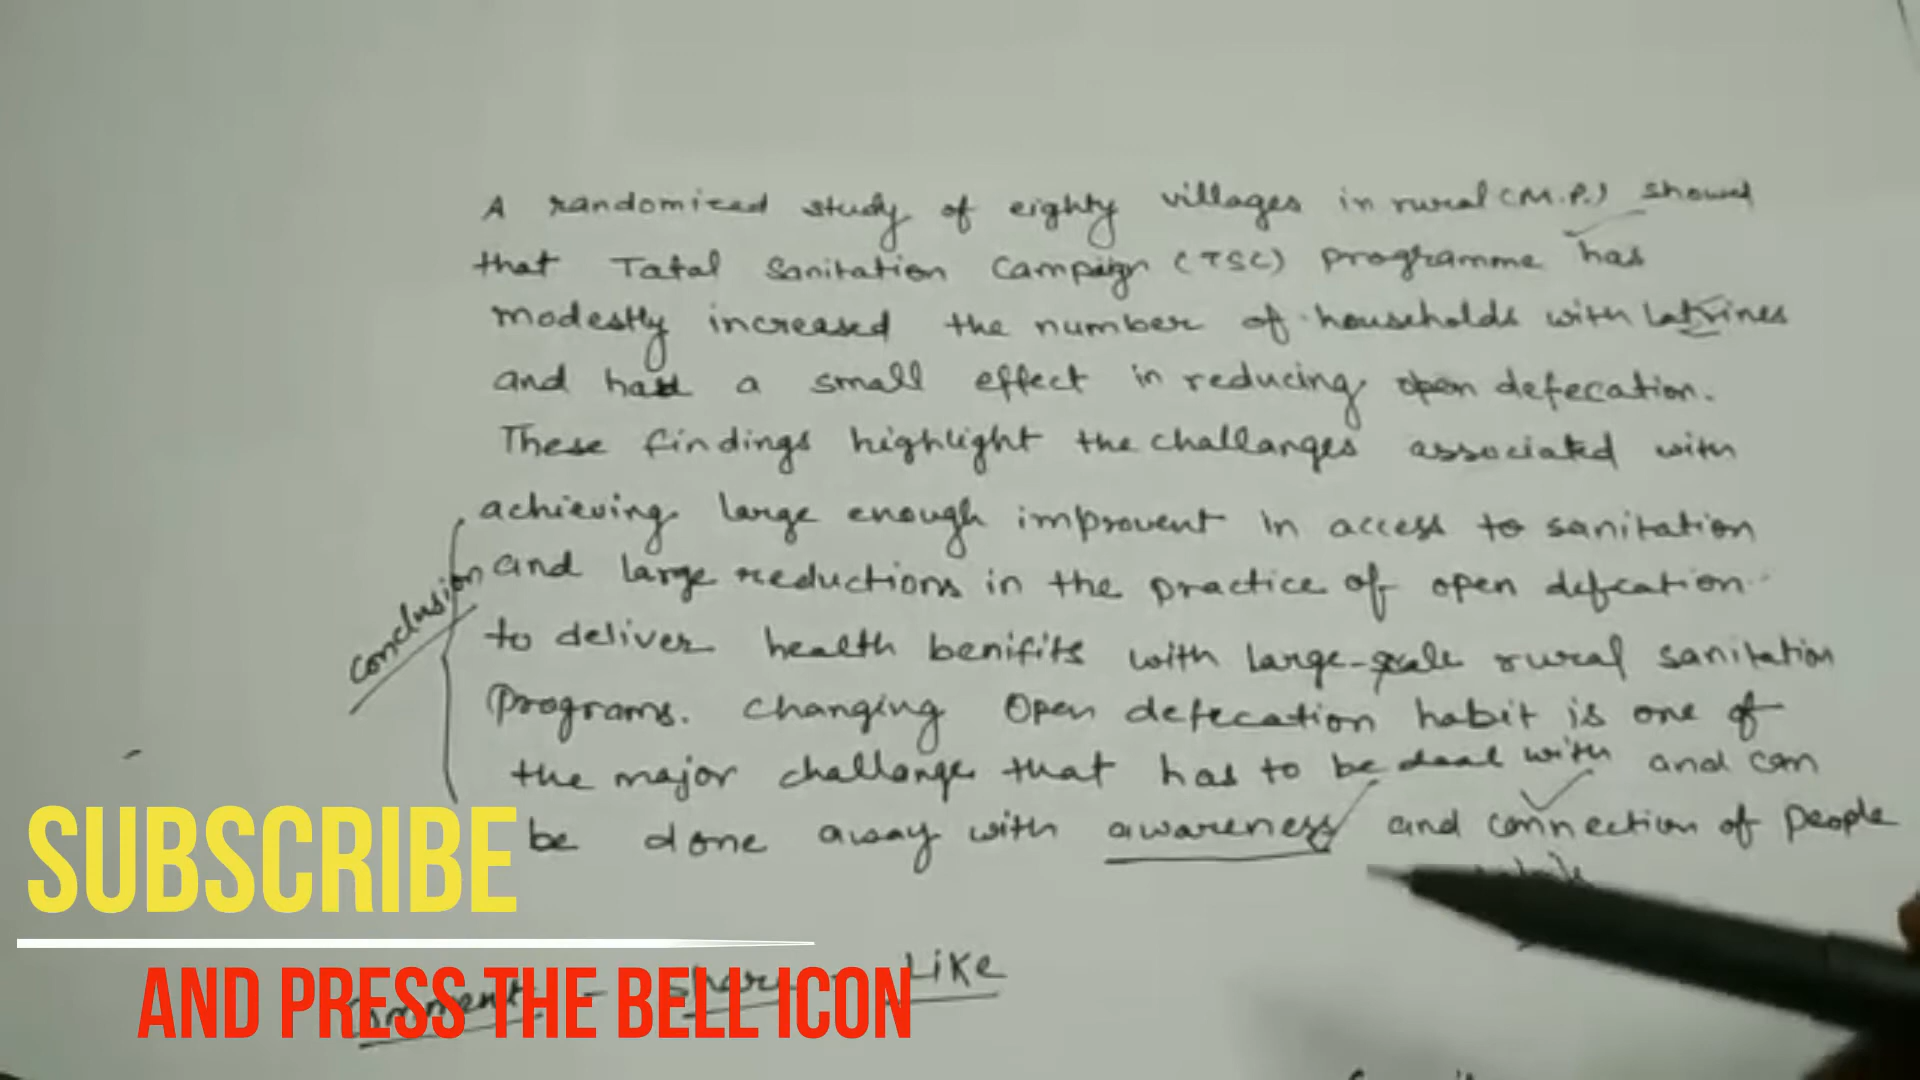 A randomized study of eighty villages in rural (M.P.) showed
that Tatal Sanitation Campaign (TSC) programme has
modestly increased the number of households with latrines
and had a small effect in reducing open defecation.
These findings highlight the challanges associated with
achieving large enough improvent in access to sanitation
and large reductions in the practice of open defcation
to deliver health benifits with large-scale rural sanitation
programs. Changing Open defecation habit is one of
the major challange that has to be deal with and can
be done away with awareness and connection of people
conclusion
SUBSCRIBE
Comment - Share - Like
AND PRESS THE BELL ICON